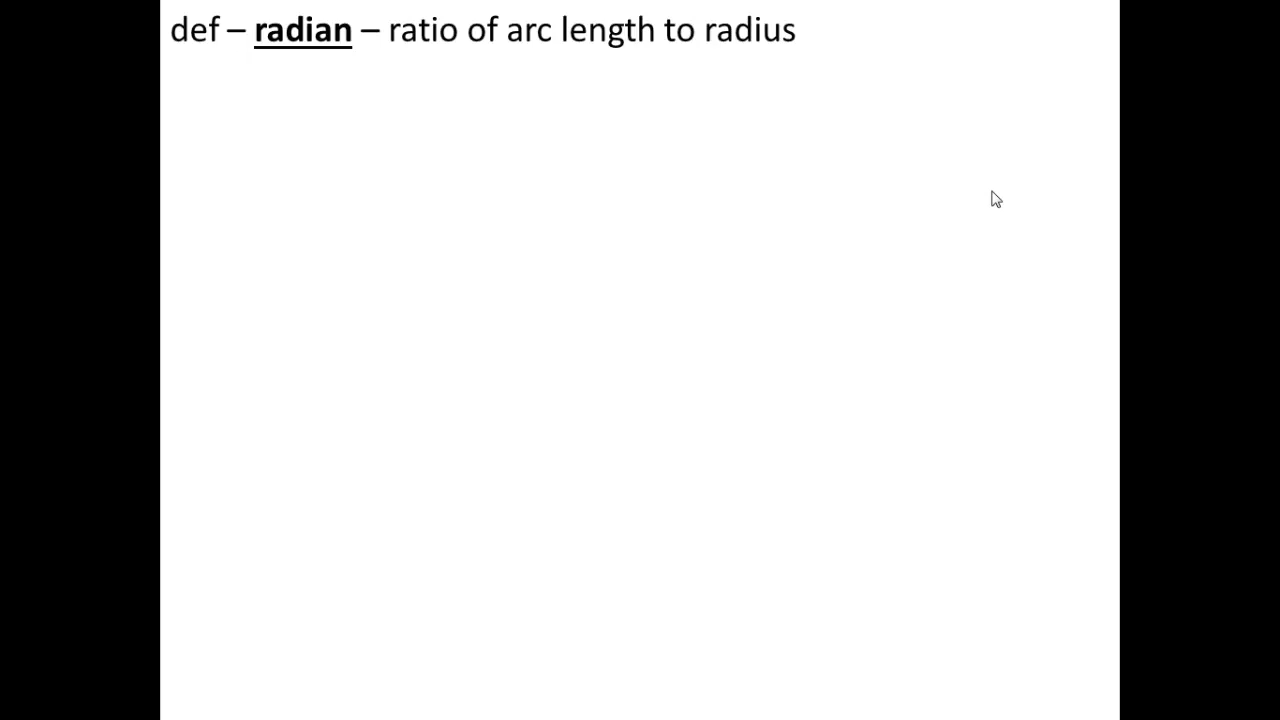 def – radian – ratio of arc length to radius